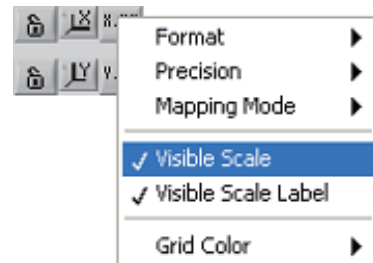 X
Format
Y
Precision
Mapping Mode
Visible Scale
Visible Scale Label
Grid Color